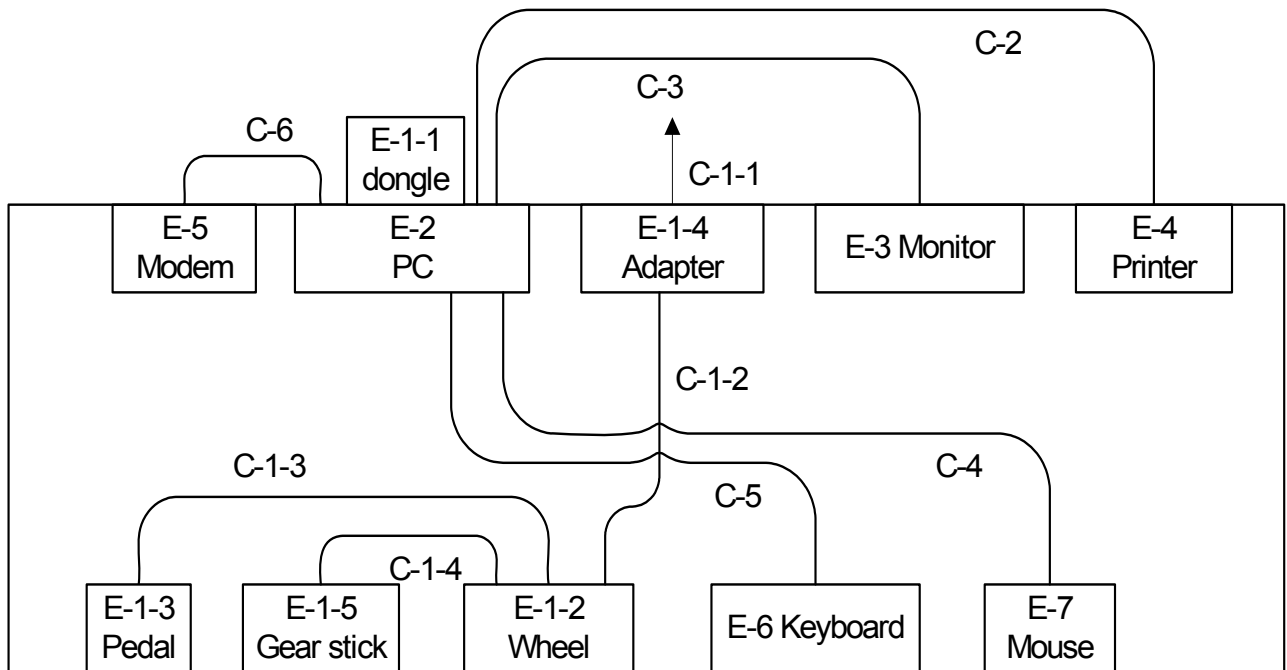 C-2
C-3
C-6
E-1-1
dongle
C-1-1
E-5
Modem
E-2
PC
E-1-4
Adapter
E-3 Monitor
E-4
Printer
C-1-2
C-1-3
C-4
C-5
C-1-4
E-1-3
Pedal
E-1-5
Gear stick
E-1-2
Wheel
E-6 Keyboard
E-7
Mouse